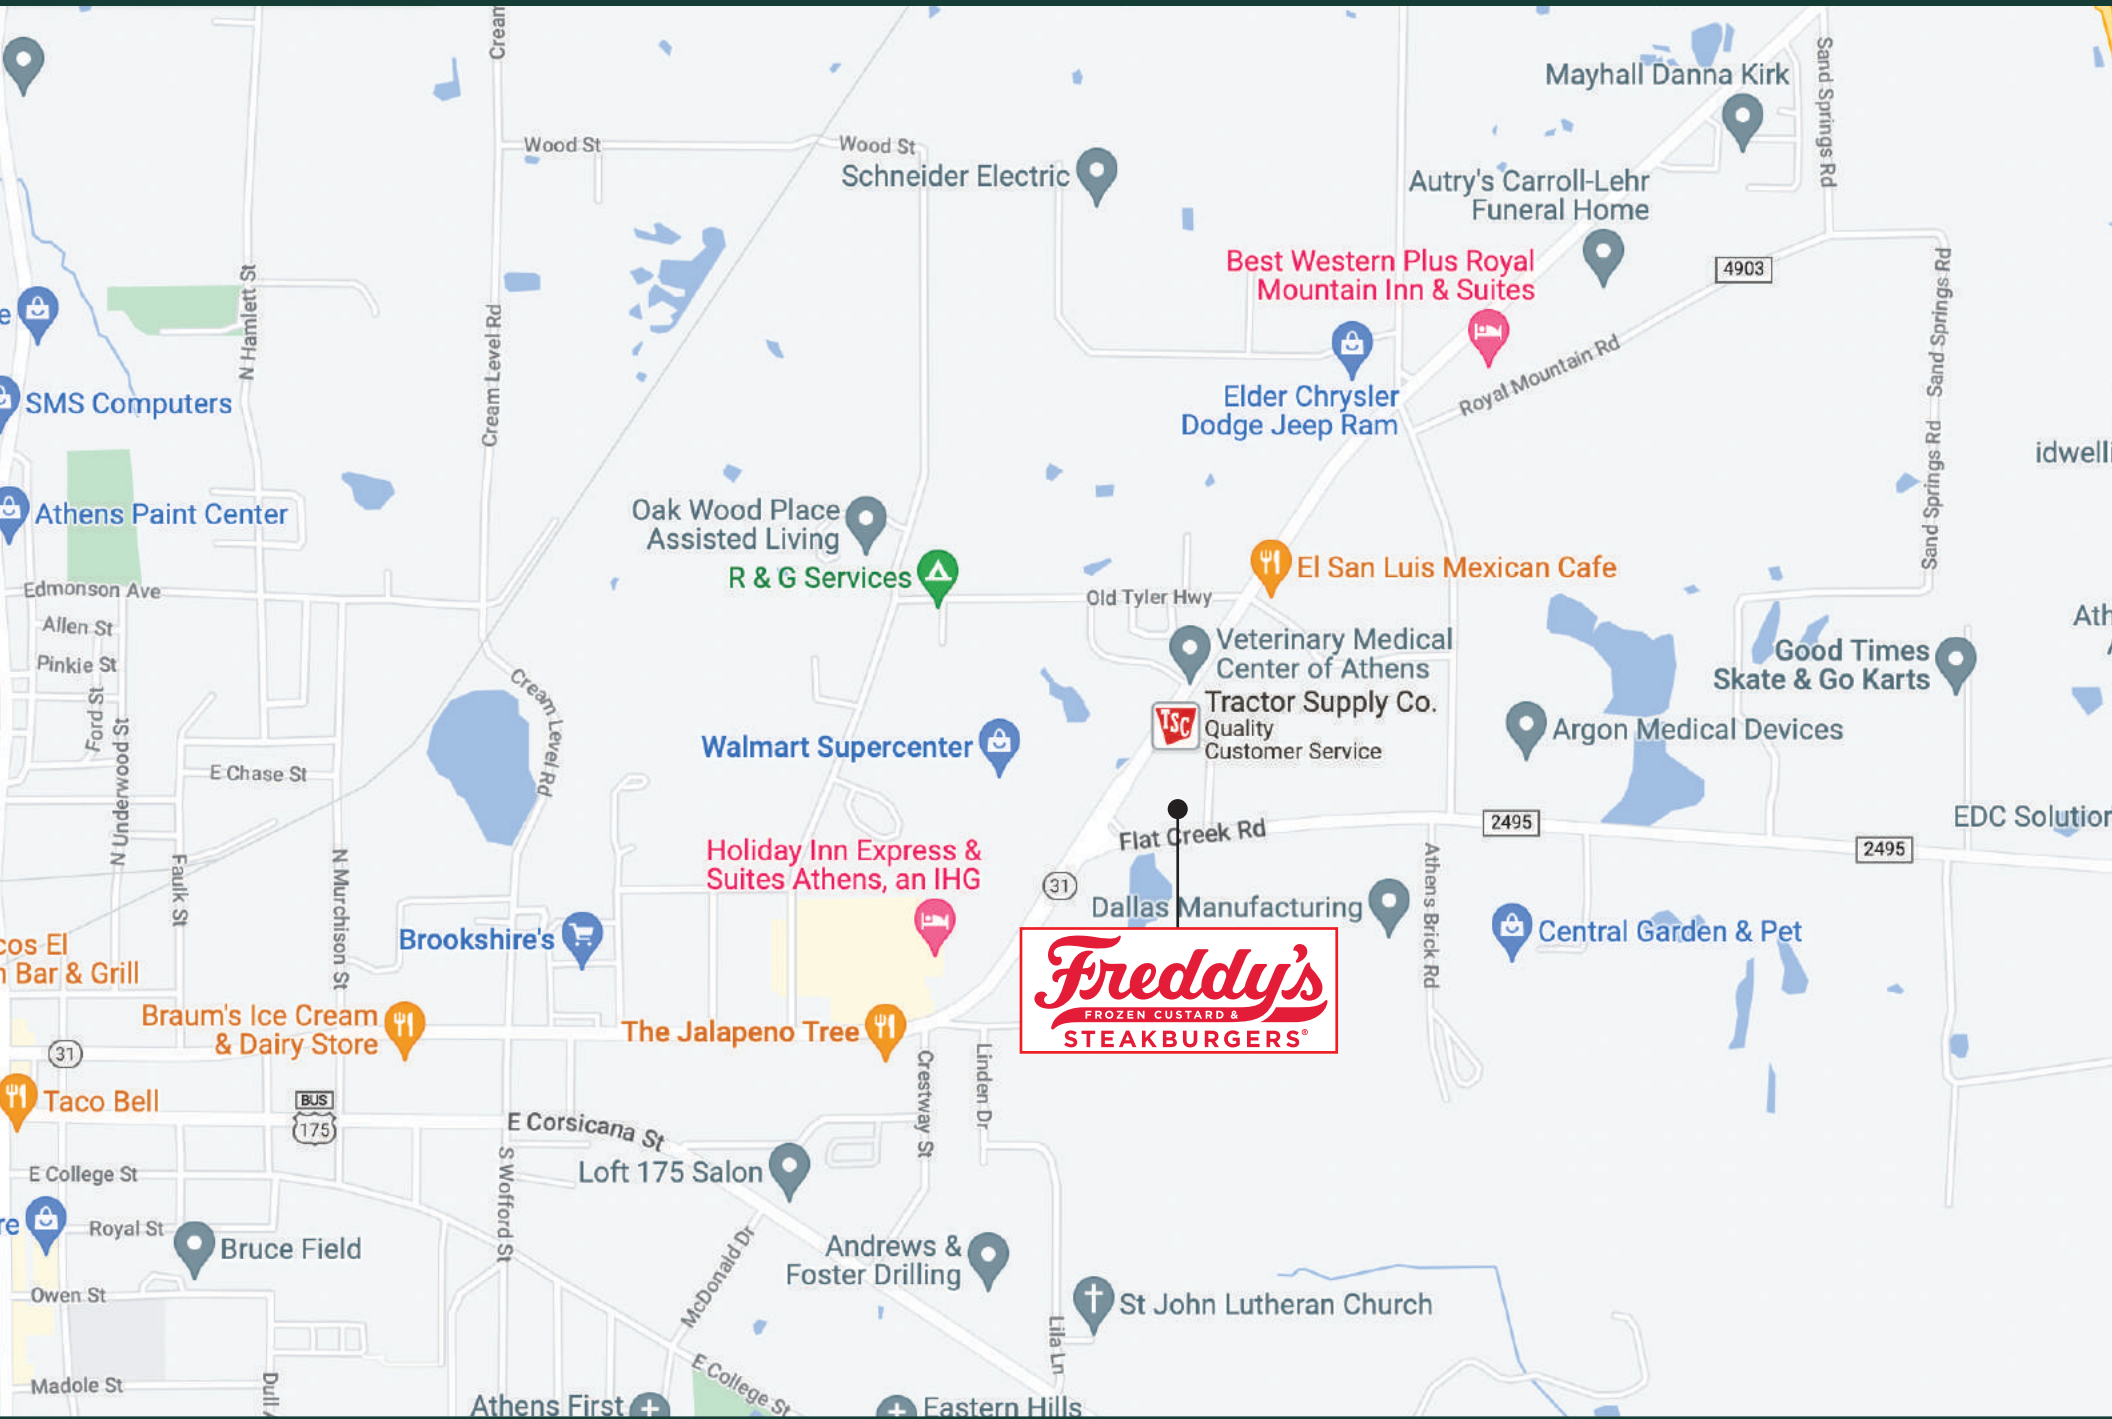 Cream
Sand Springs Rd
Mayhall Danna Kirk
Wood St
Wood St
Schneider Electric
Autry's Carroll-Lehr
Funeral Home
Best Western Plus Royal
Mountain Inn & Suites
4903
Sand Springs Rd
e
N Hamlett St
Cream Level Rd
Royal Mountain Rd
SMS Computers
Elder Chrysler
Dodge Jeep Ram
Sand Springs Rd
idwelli
Athens Paint Center
Oak Wood Place
Assisted Living
R & G Services
El San Luis Mexican Cafe
Edmonson Ave
Old Tyler Hwy
Allen St
Ath
Pinkie St
Veterinary Medical
Center of Athens
Good Times
Skate & Go Karts
Ford St
Cream Level Rd
TSC
Tractor Supply Co.
Quality
Customer Service
Argon Medical Devices
Walmart Supercenter
E Chase St
N Underwood St
2495
EDC Solution
Flat Creek Rd
2495
Holiday Inn Express &
Suites Athens, an IHG
31
Faulk St
N Murchison St
Athens Brick Rd
Dallas Manufacturing
Brookshire's
Central Garden & Pet
cos El
n Bar & Grill
Freddy's
FROZEN CUSTARD &
STEAKBURGERS®
Braum's Ice Cream
& Dairy Store
The Jalapeno Tree
31
Taco Bell
BUS
175
Crestway St
Linden Dr
E Corsicana St
E College St
Loft 175 Salon
S Wofford St
re
Royal St
Bruce Field
McDonald Dr
Andrews &
Foster Drilling
Owen St
St John Lutheran Church
Lila Ln
Madole St
Dull
E College St
Athens First
Eastern Hills